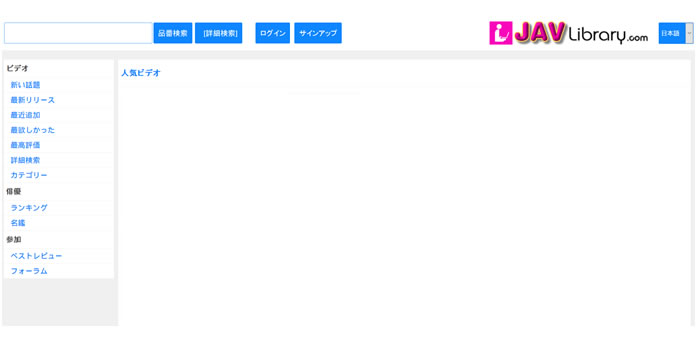 品番検索 [詳細検索] ログイン サインアップ JAVLibrary.com 日本語
ビデオ
新い話題
最新リリース
最近追加
最欲しかった
最高評価
詳細検索
カテゴリー
俳優
ランキング
名鑑
参加
ベストレビュー
フォーラム
人気ビデオ